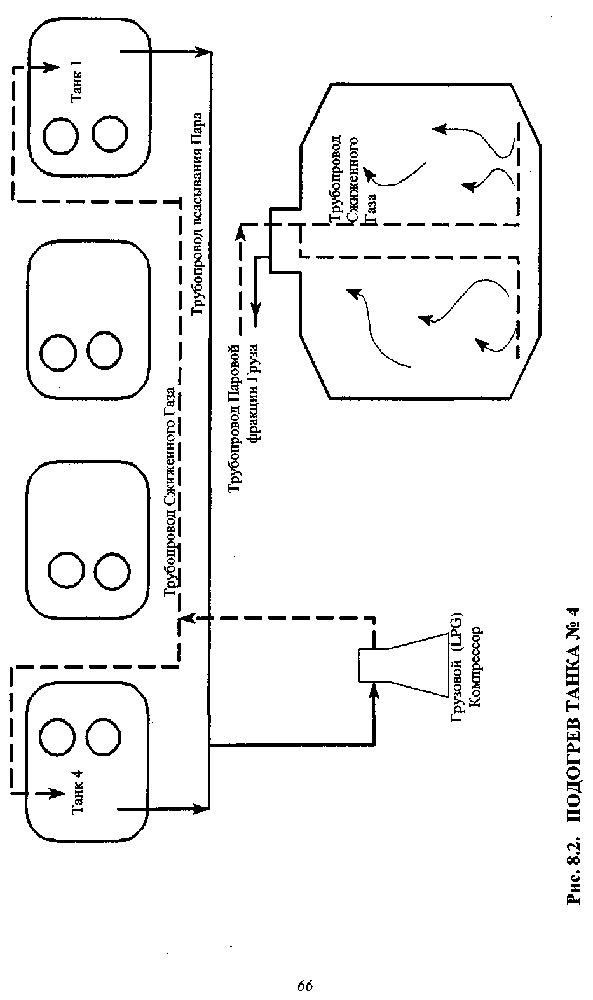 Танк 4
Танк 1
Трубопровод Сжиженного Газа
Трубопровод всасывания Пара
Трубопровод Паровой
фракции Груза
Трубопровод
Сжиженного
Газа
Грузовой (LPG)
Компрессор
Рис. 8.2. ПОДОГРЕВ ТАНКА № 4
66